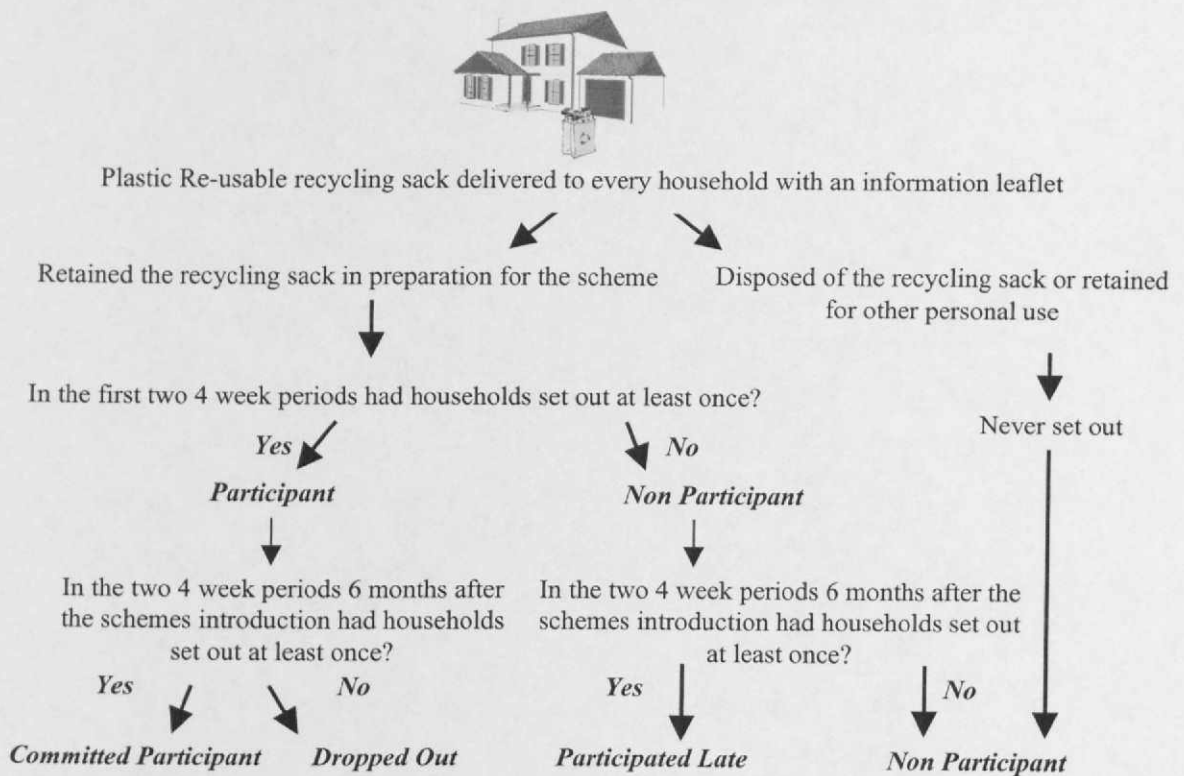 Plastic Re-usable recycling sack delivered to every household with an information leaflet
Retained the recycling sack in preparation for the scheme
Disposed of the recycling sack or retained
for other personal use
In the first two 4 week periods had households set out at least once?
Never set out
Yes
No
Participant
Non Participant
In the two 4 week periods 6 months after
the schemes introduction had households
set out at least once?
In the two 4 week periods 6 months after the
schemes introduction had households set out
at least once?
Yes
No
Yes
No
Committed Participant
Dropped Out
Participated Late
Non Participant